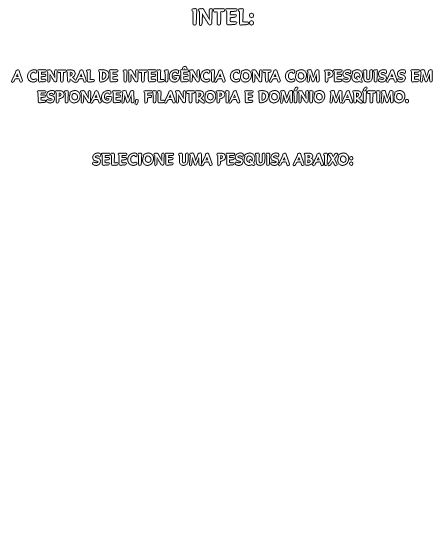 INTEL:
A CENTRAL DE INTELIGÊNCIA CONTA COM PESQUISAS EM
ESPIONAGEM, FILANTROPIA E DOMÍNIO MARÍTIMO.
SELECIONE UMA PESQUISA ABAIXO: